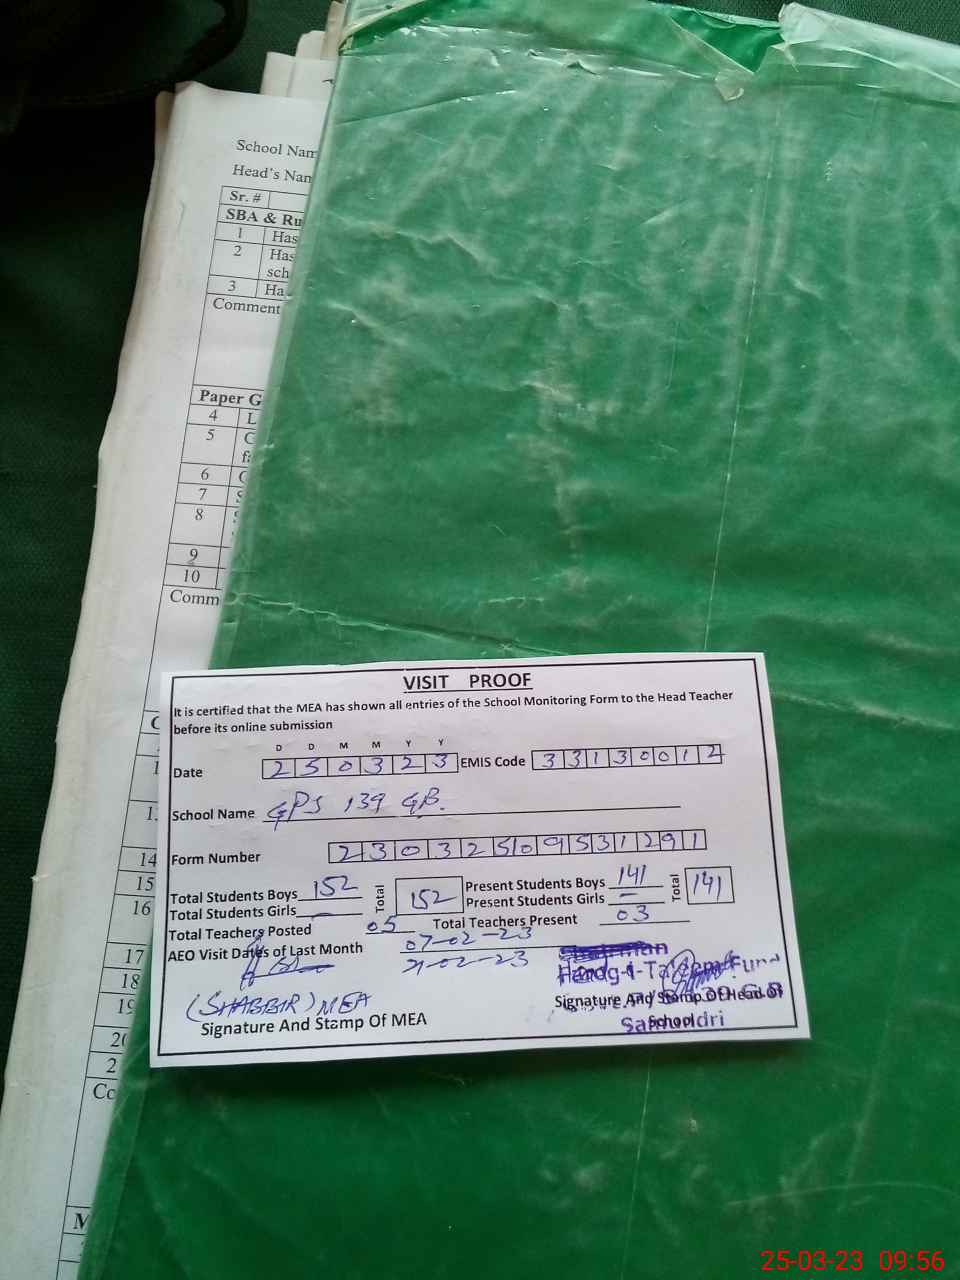 School Nam
Head's Nam
Sr. #
SBA & Ru
1 Has
2 Has
sch
3 Ha
Comment
Paper G
4 L
5
6
7 S
8
9
10
Comm
14
15
16
17
18
19
20
2
Co
M
VISIT PROOF
It is certified that the MEA has shown all entries of the School Monitoring Form to the Head Teacher
before its online submission
D D M M Y Y
Date 2 5 0 3 2 3 EMIS Code 3 3 1 3 0 0 1 2
School Name GPS 139 GB.
Form Number 2 3 0 3 2 5 0 9 5 3 1 2 9 1
Total Students Boys 152 Total 152 Present Students Boys 141 Total 141
Total Students Girls — Present Students Girls —
Total Teachers Posted 05 Total Teachers Present 03
AEO Visit Dates of Last Month 07-02-23
21-02-23
Chairman
(SHABBIR) MEA
Signature And Stamp Of MEA
Signature And Stamp Of Head Of
School
Samundri
25-03-23 09:56